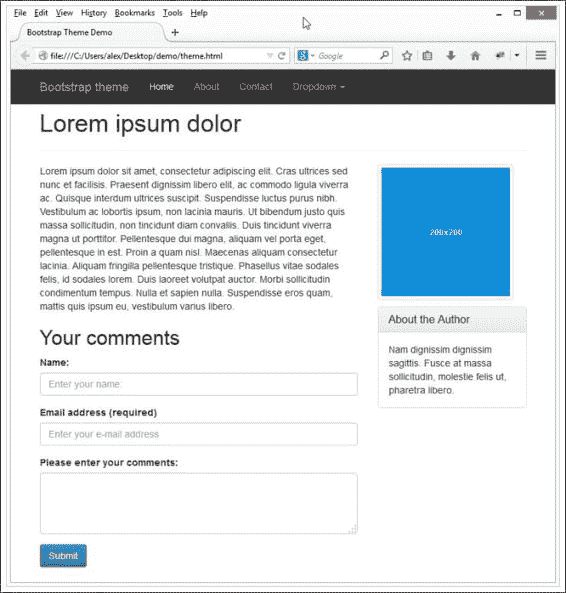 File Edit View History Bookmarks Tools Help
Bootstrap Theme Demo
file:///C:/Users/alex/Desktop/demo/theme.html
Google
Bootstrap theme Home About Contact Dropdown
Lorem ipsum dolor
Lorem ipsum dolor sit amet, consectetur adipiscing elit. Cras ultrices sed
nunc et facilisis. Praesent dignissim libero elit, ac commodo ligula viverra
ac. Quisque interdum ultrices suscipit. Suspendisse luctus purus nibh.
Vestibulum ac lobortis ipsum, non lacinia mauris. Ut bibendum justo quis
massa sollicitudin, non tincidunt diam convallis. Duis tincidunt viverra
magna ut porttitor. Pellentesque dui magna, aliquam vel porta eget,
pellentesque in est. Proin a quam nisl. Maecenas aliquam consectetur
lacinia. Aliquam fringilla pellentesque tristique. Phasellus vitae sodales
felis, id sodales lorem. Duis laoreet volutpat auctor. Morbi sollicitudin
condimentum tempus. Nulla et sapien nulla. Suspendisse eros quam,
mattis quis ipsum eu, vestibulum varius libero.
200x200
About the Author
Nam dignissim dignissim
sagittis. Fusce at massa
sollicitudin, molestie felis ut,
pharetra libero.
Your comments
Name:
Enter your name:
Email address (required)
Enter your e-mail address
Please enter your comments:
Submit